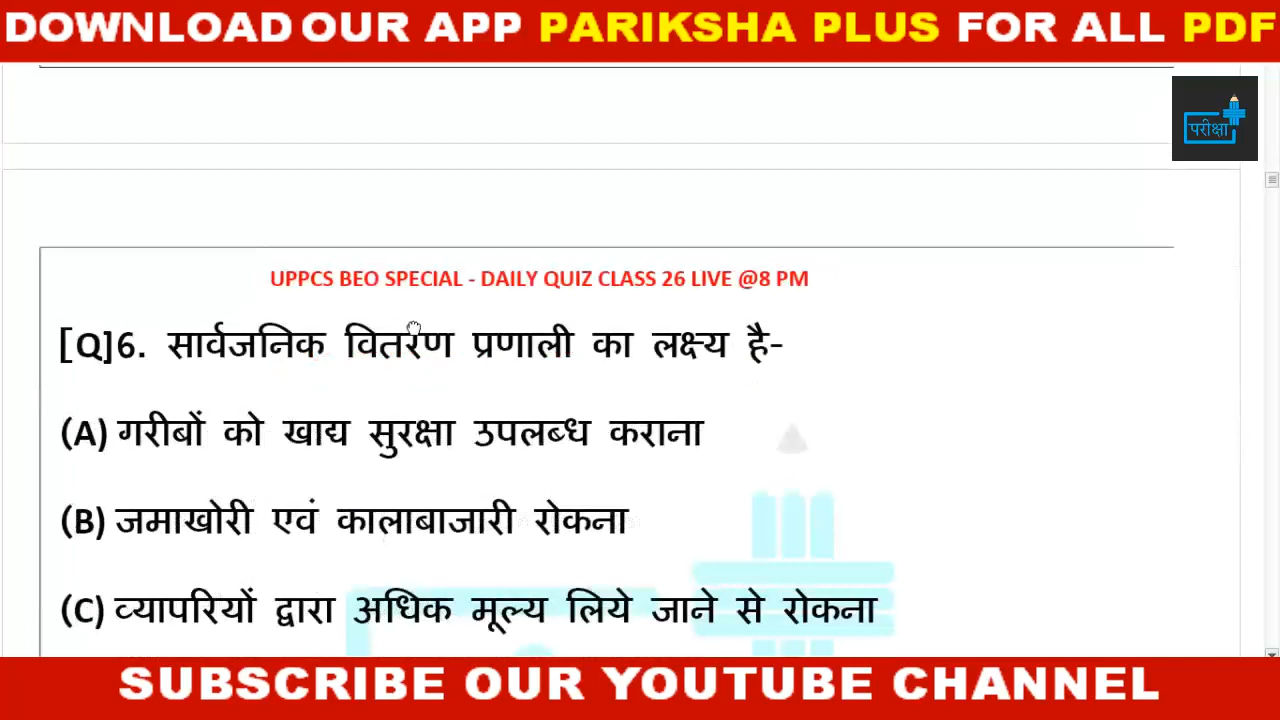 DOWNLOAD OUR APP PARIKSHA PLUS FOR ALL PDF
परीक्षा
UPPCS BEO SPECIAL - DAILY QUIZ CLASS 26 LIVE @8 PM
[Q]6. सार्वजनिक वितरण प्रणाली का लक्ष्य है-
(A) गरीबों को खाद्य सुरक्षा उपलब्ध कराना
(B) जमाखोरी एवं कालाबाजारी रोकना
(C) व्यापरियों द्वारा अधिक मूल्य लिये जाने से रोकना
SUBSCRIBE OUR YOUTUBE CHANNEL